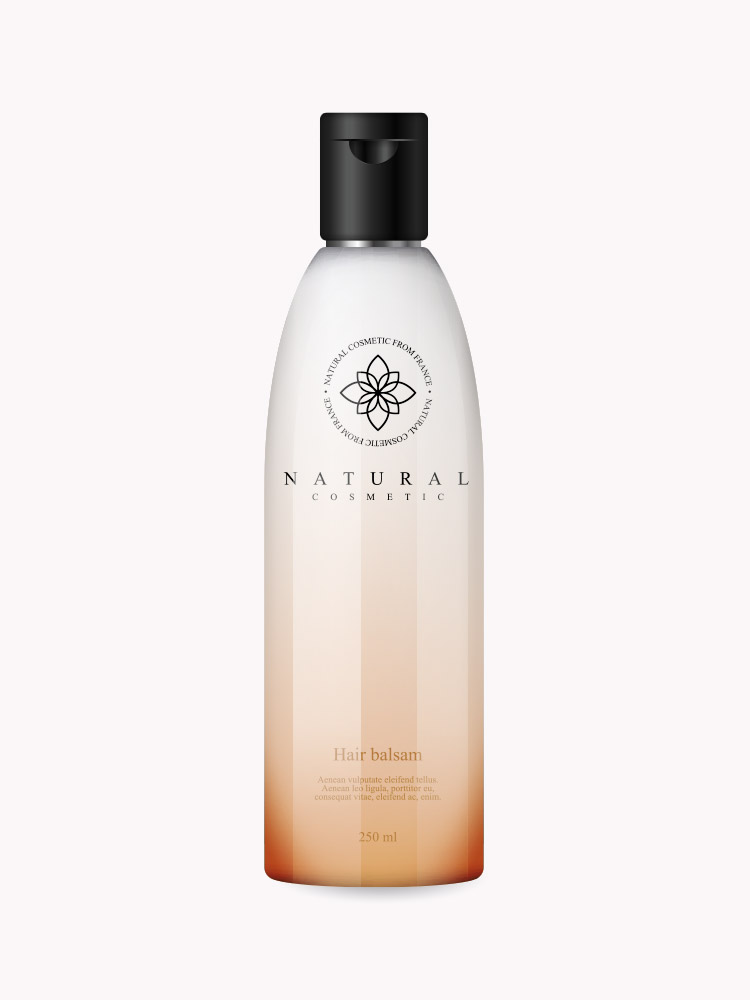 NATURAL COSMETIC FROM FRANCE • NATURAL COSMETIC FROM FRANCE •
NATURAL
COSMETIC
Hair balsam
Aenean vulputate eleifend tellus.
Aenean leo ligula, porttitor eu,
consequat vitae, eleifend ac, enim.
250 ml